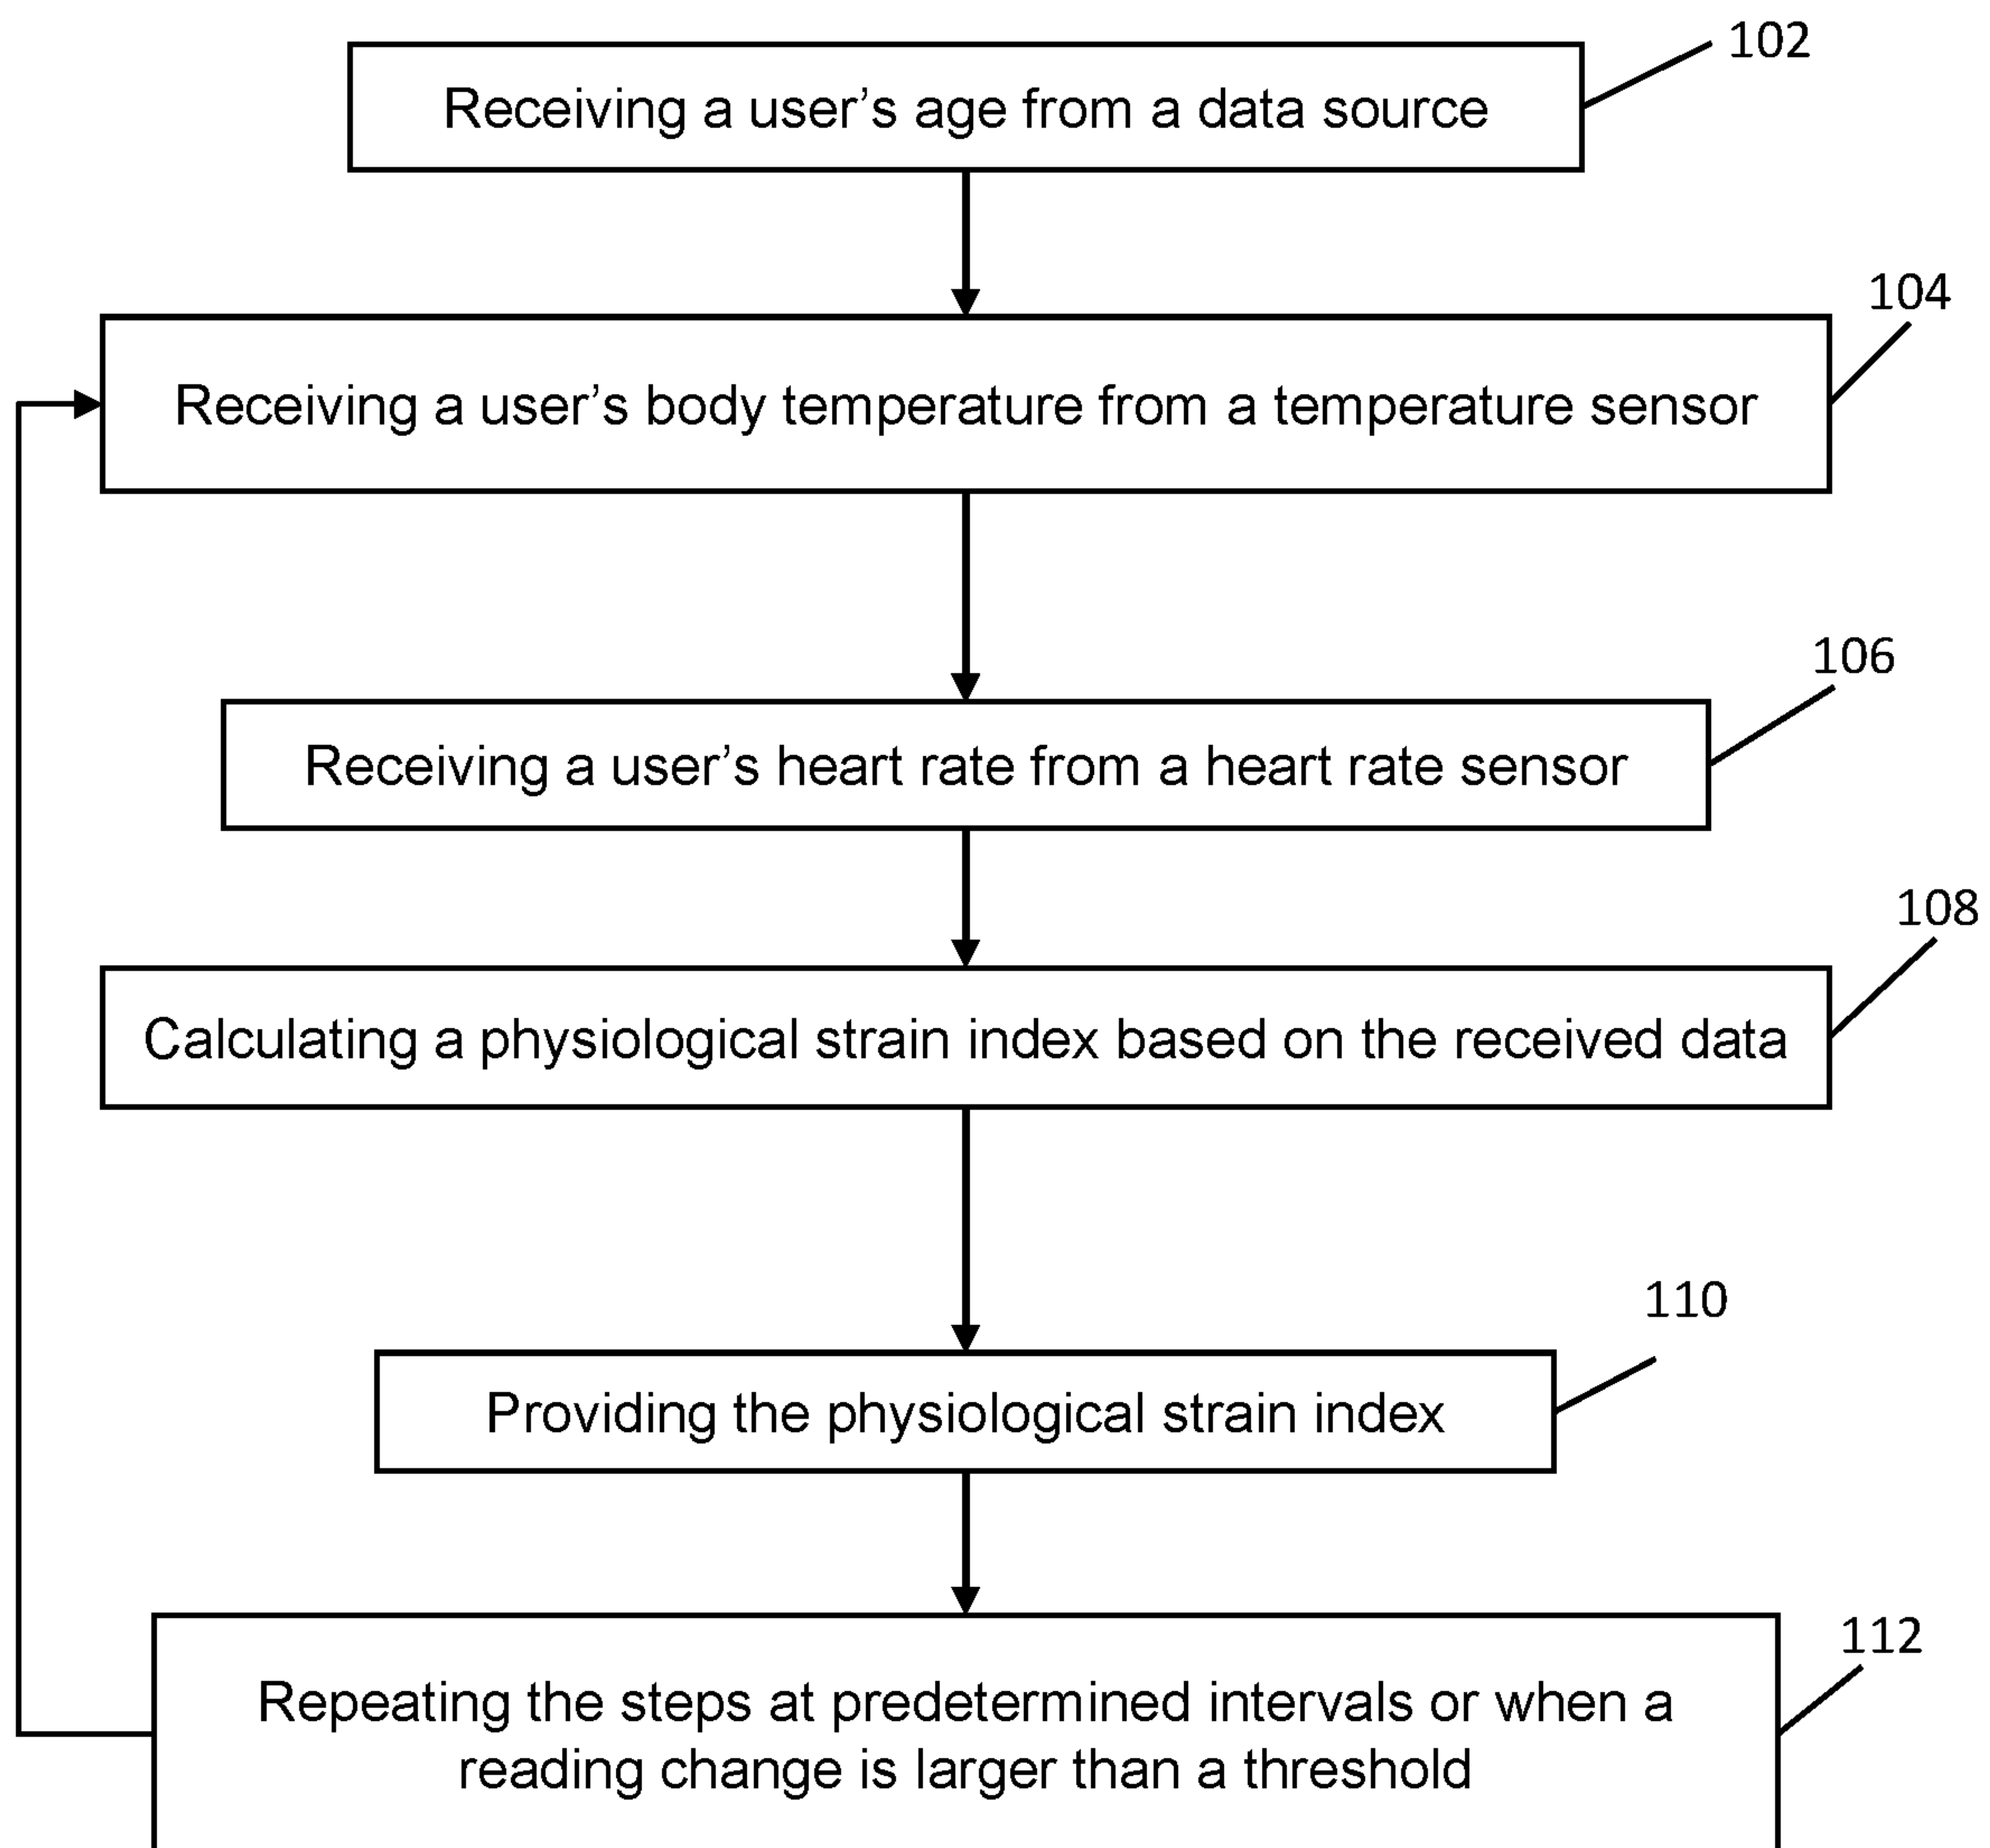 102
Receiving a user’s age from a data source
104
Receiving a user’s body temperature from a temperature sensor
106
Receiving a user’s heart rate from a heart rate sensor
108
Calculating a physiological strain index based on the received data
110
Providing the physiological strain index
112
Repeating the steps at predetermined intervals or when a
reading change is larger than a threshold